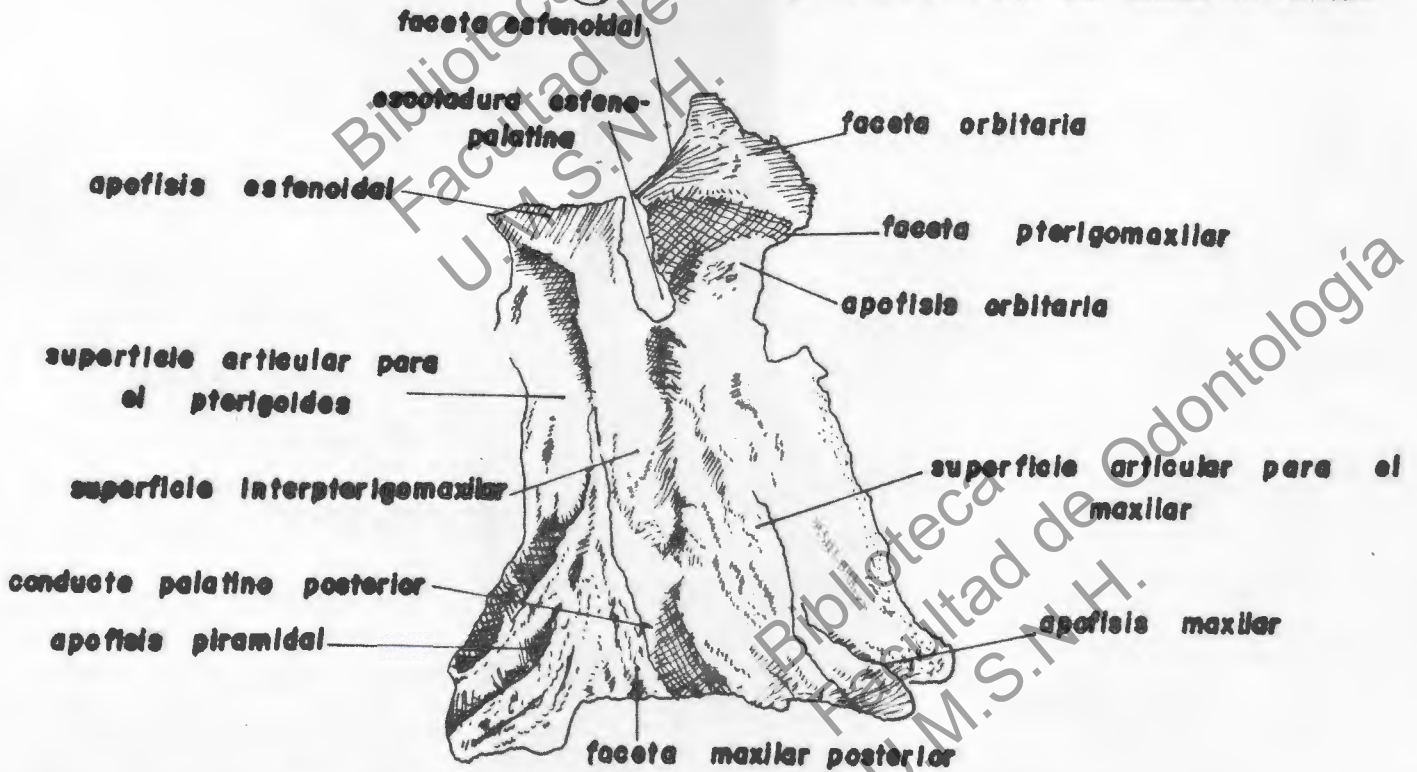 faceta esfenoidal
escotadura esfeno-
palatina
faceta orbitaria
apofisis esfenoidal
faceta pterigomaxilar
apofisis orbitaria
superficie articular para
el pterigoides
superficie articular para el
maxilar
superficie interpterigomaxilar
conducto palatino posterior
apofisis maxilar
apofisis piramidal
faceta maxilar posterior
Biblioteca
Facultad de
U.M.S.N.H.
Biblioteca
Facultad de Odontología
U.M.S.N.H.